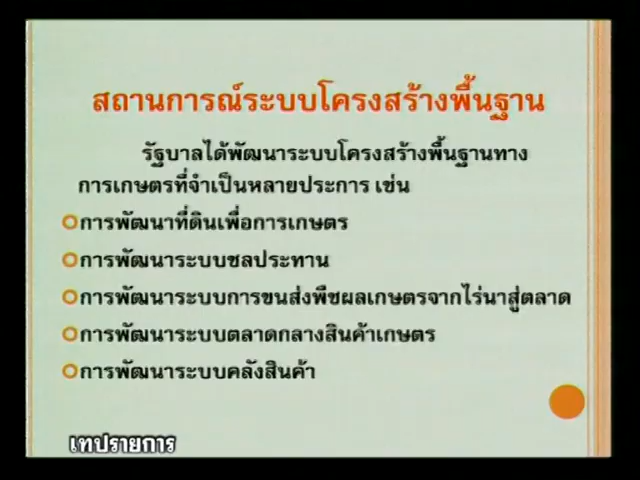 สถานการณ์ระบบโครงสร้างพื้นฐาน
รัฐบาลได้พัฒนาระบบโครงสร้างพื้นฐานทาง
การเกษตรที่จำเป็นหลายประการ เช่น
การพัฒนาที่ดินเพื่อการเกษตร
การพัฒนาระบบชลประทาน
การพัฒนาระบบการขนส่งพืชผลเกษตรจากไร่นาสู่ตลาด
การพัฒนาระบบตลาดกลางสินค้าเกษตร
การพัฒนาระบบคลังสินค้า
เทปรายการ